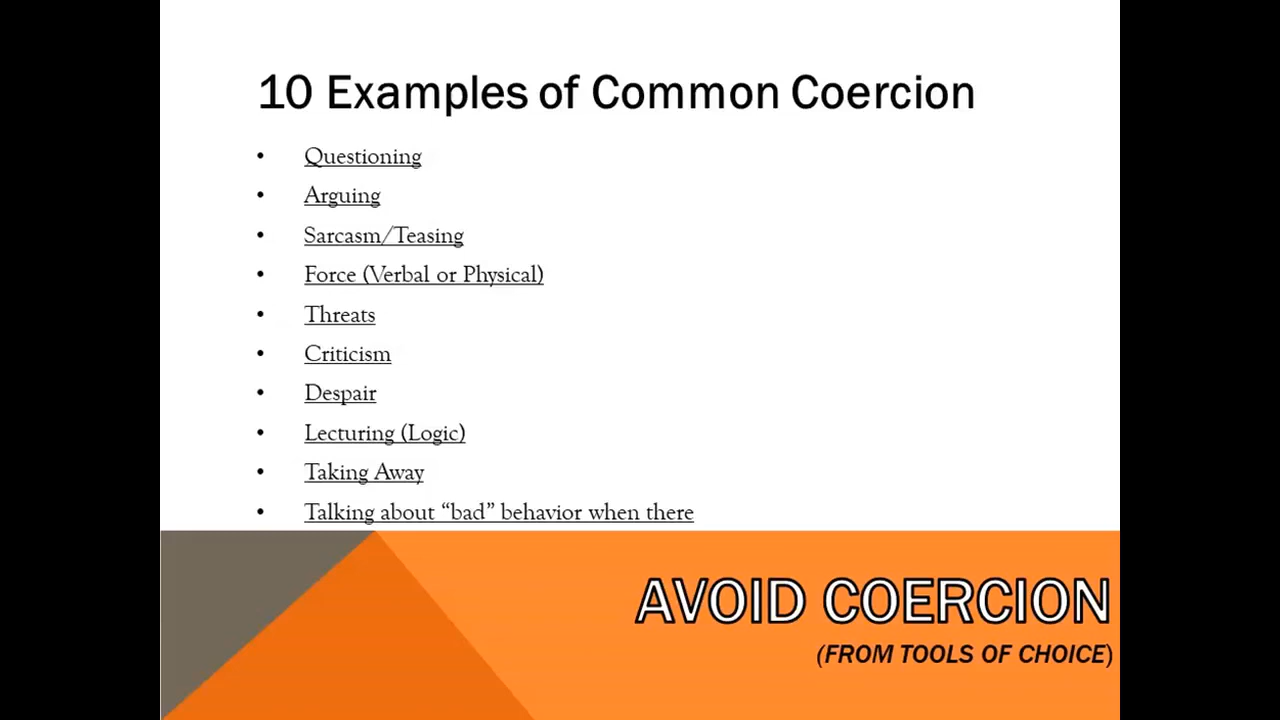 10 Examples of Common Coercion
• Questioning
• Arguing
• Sarcasm/Teasing
• Force (Verbal or Physical)
• Threats
• Criticism
• Despair
• Lecturing (Logic)
• Taking Away
• Talking about “bad” behavior when there
AVOID COERCION
(FROM TOOLS OF CHOICE)